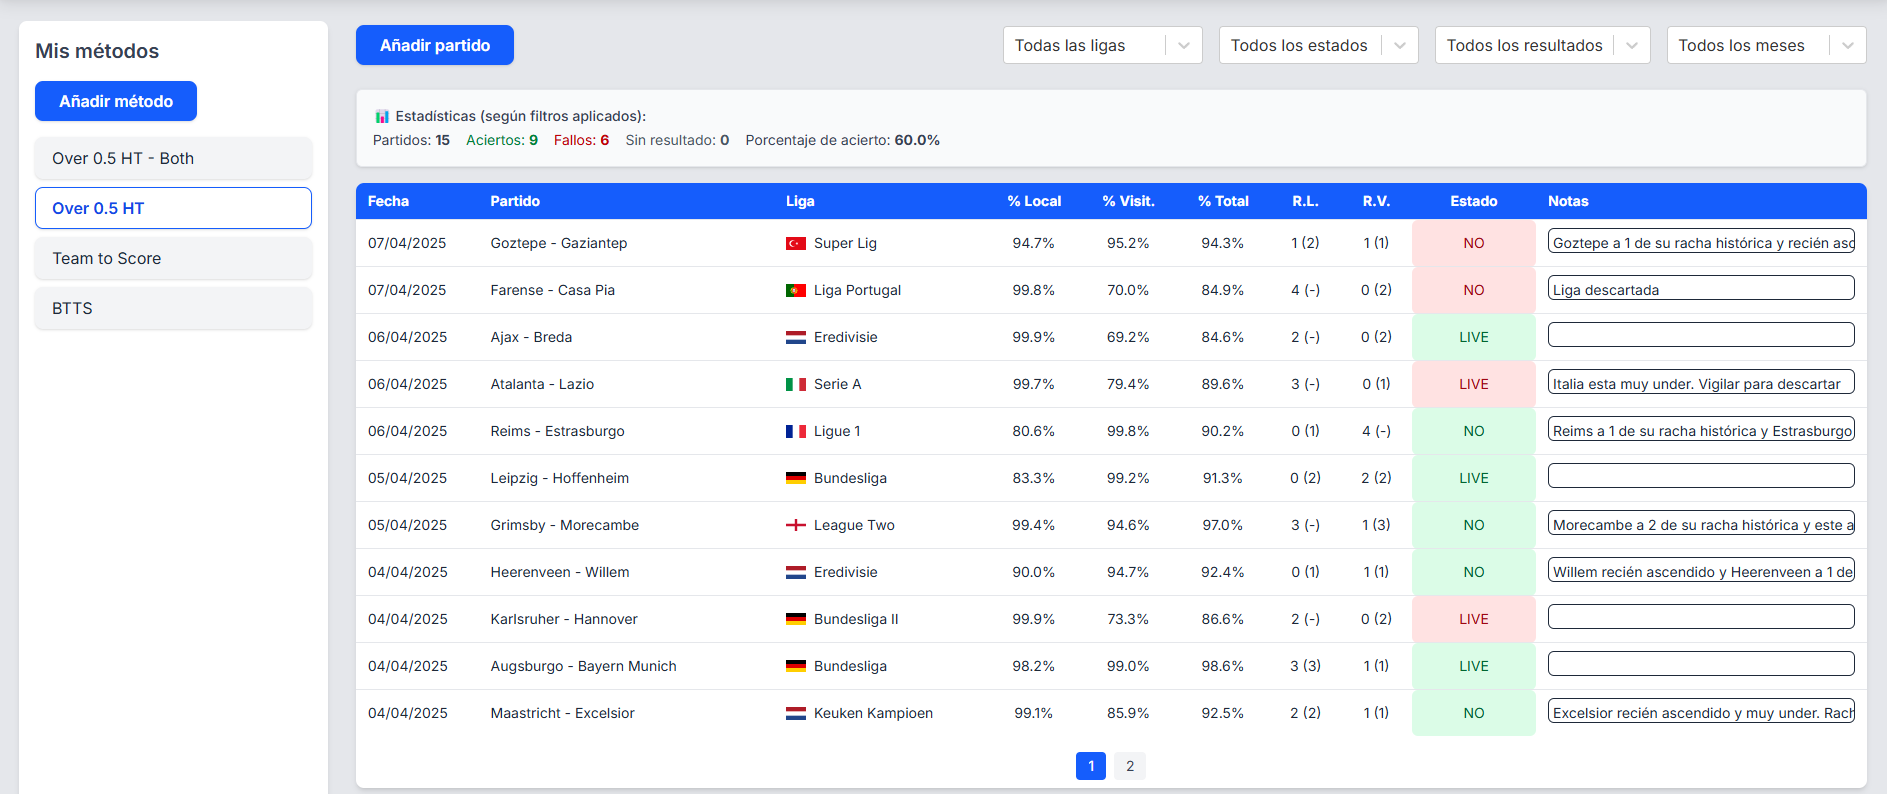 Mis métodos
Añadir método
Over 0.5 HT - Both
Over 0.5 HT
Team to Score
BTTS
Añadir partido
Todas las ligas
Todos los estados
Todos los resultados
Todos los meses
Estadísticas (según filtros aplicados):
Partidos: 15 Aciertos: 9 Fallos: 6 Sin resultado: 0 Porcentaje de acierto: 60.0%
Fecha Partido Liga % Local % Visit. % Total R.L. R.V. Estado Notas
07/04/2025 Goztepe - Gaziantep Super Lig 94.7% 95.2% 94.3% 1 (2) 1 (1) NO Goztepe a 1 de su racha histórica y recién asc
07/04/2025 Farense - Casa Pia Liga Portugal 99.8% 70.0% 84.9% 4 (-) 0 (2) NO Liga descartada
06/04/2025 Ajax - Breda Eredivisie 99.9% 69.2% 84.6% 2 (-) 0 (2) LIVE
06/04/2025 Atalanta - Lazio Serie A 99.7% 79.4% 89.6% 3 (-) 0 (1) LIVE Italia esta muy under. Vigilar para descartar
06/04/2025 Reims - Estrasburgo Ligue 1 80.6% 99.8% 90.2% 0 (1) 4 (-) NO Reims a 1 de su racha histórica y Estrasburgo
05/04/2025 Leipzig - Hoffenheim Bundesliga 83.3% 99.2% 91.3% 0 (2) 2 (2) LIVE
05/04/2025 Grimsby - Morecambe League Two 99.4% 94.6% 97.0% 3 (-) 1 (3) NO Morecambe a 2 de su racha histórica y este a
04/04/2025 Heerenveen - Willem Eredivisie 90.0% 94.7% 92.4% 0 (1) 1 (1) NO Willem recién ascendido y Heerenveen a 1 de
04/04/2025 Karlsruher - Hannover Bundesliga II 99.9% 73.3% 86.6% 2 (-) 0 (2) LIVE
04/04/2025 Augsburgo - Bayern Munich Bundesliga 98.2% 99.0% 98.6% 3 (3) 1 (1) LIVE
04/04/2025 Maastricht - Excelsior Keuken Kampioen 99.1% 85.9% 92.5% 2 (2) 1 (1) NO Excelsior recién ascendido y muy under. Rach
1 2